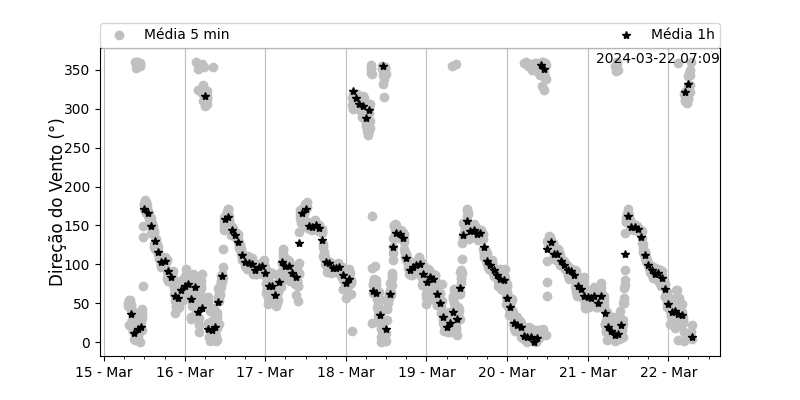 Média 5 min
Média 1h
2024-03-22 07:09
Direção do Vento (°)
350
300
250
200
150
100
50
0
15 - Mar
16 - Mar
17 - Mar
18 - Mar
19 - Mar
20 - Mar
21 - Mar
22 - Mar